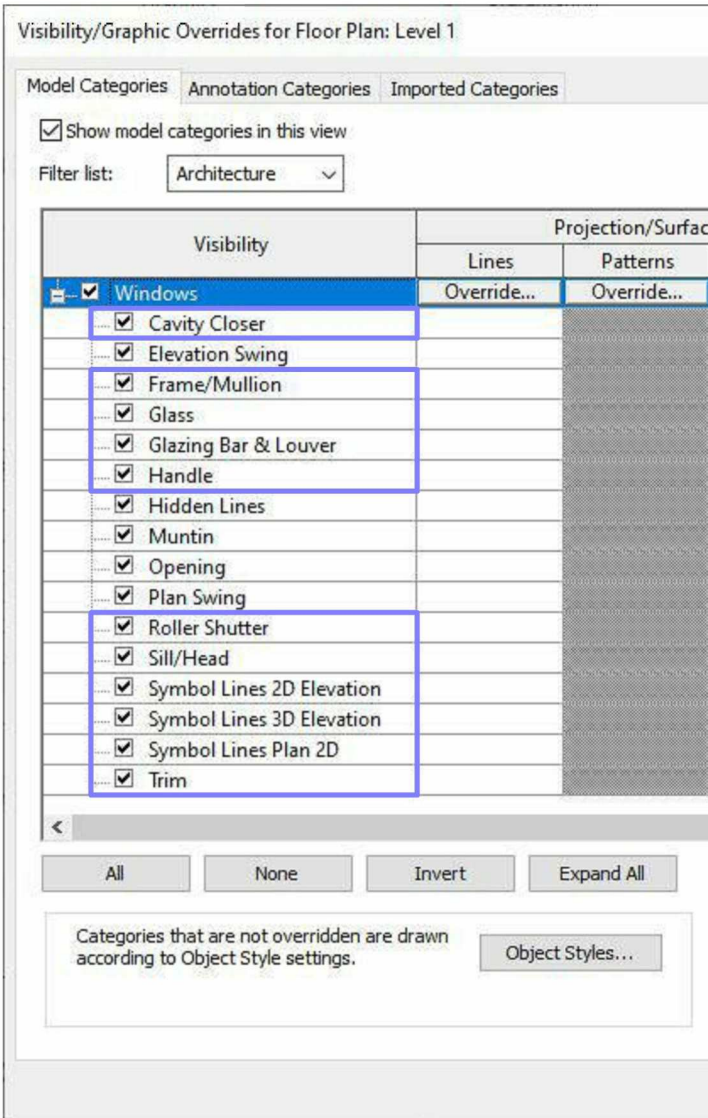 Visibility/Graphic Overrides for Floor Plan: Level 1
Model Categories Annotation Categories Imported Categories
Show model categories in this view
Filter list: Architecture
Visibility
Projection/Surfac
Lines Patterns
Windows Override... Override...
Cavity Closer
Elevation Swing
Frame/Mullion
Glass
Glazing Bar & Louver
Handle
Hidden Lines
Muntin
Opening
Plan Swing
Roller Shutter
Sill/Head
Symbol Lines 2D Elevation
Symbol Lines 3D Elevation
Symbol Lines Plan 2D
Trim
All None Invert Expand All
Categories that are not overridden are drawn
according to Object Style settings.
Object Styles...